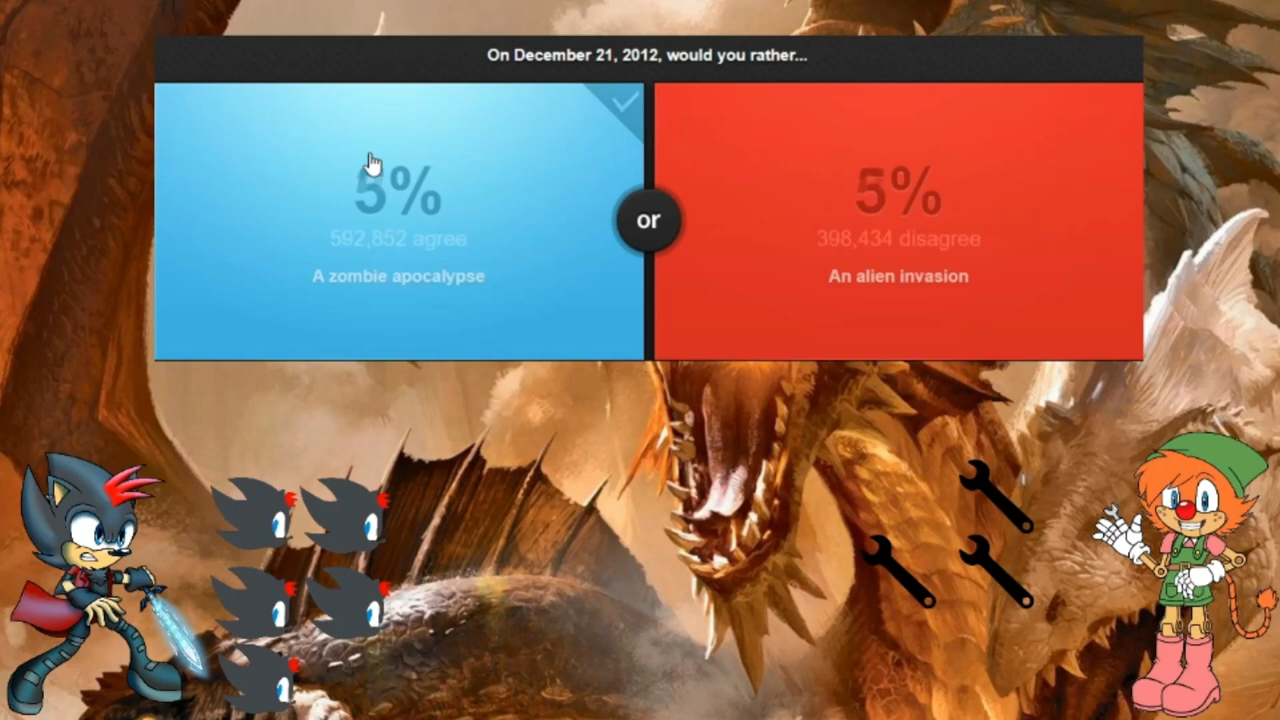 On December 21, 2012, would you rather...
5%
592,852 agree
A zombie apocalypse
or
5%
398,434 disagree
An alien invasion